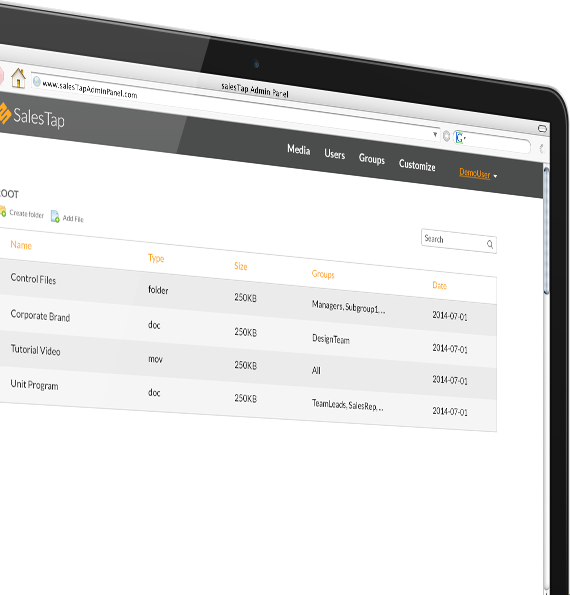 salesTap Admin Panel
www.salesTapAdminPanel.com
SalesTap
Media Users Groups Customize DemoUser
OOT
Create folder Add File
Search
Name Type Size Groups Date
Control Files folder 250KB Managers, Subgroup1,... 2014-07-01
Corporate Brand doc 250KB DesignTeam 2014-07-01
Tutorial Video mov 250KB All 2014-07-01
Unit Program doc 250KB TeamLeads, SalesRep,... 2014-07-01